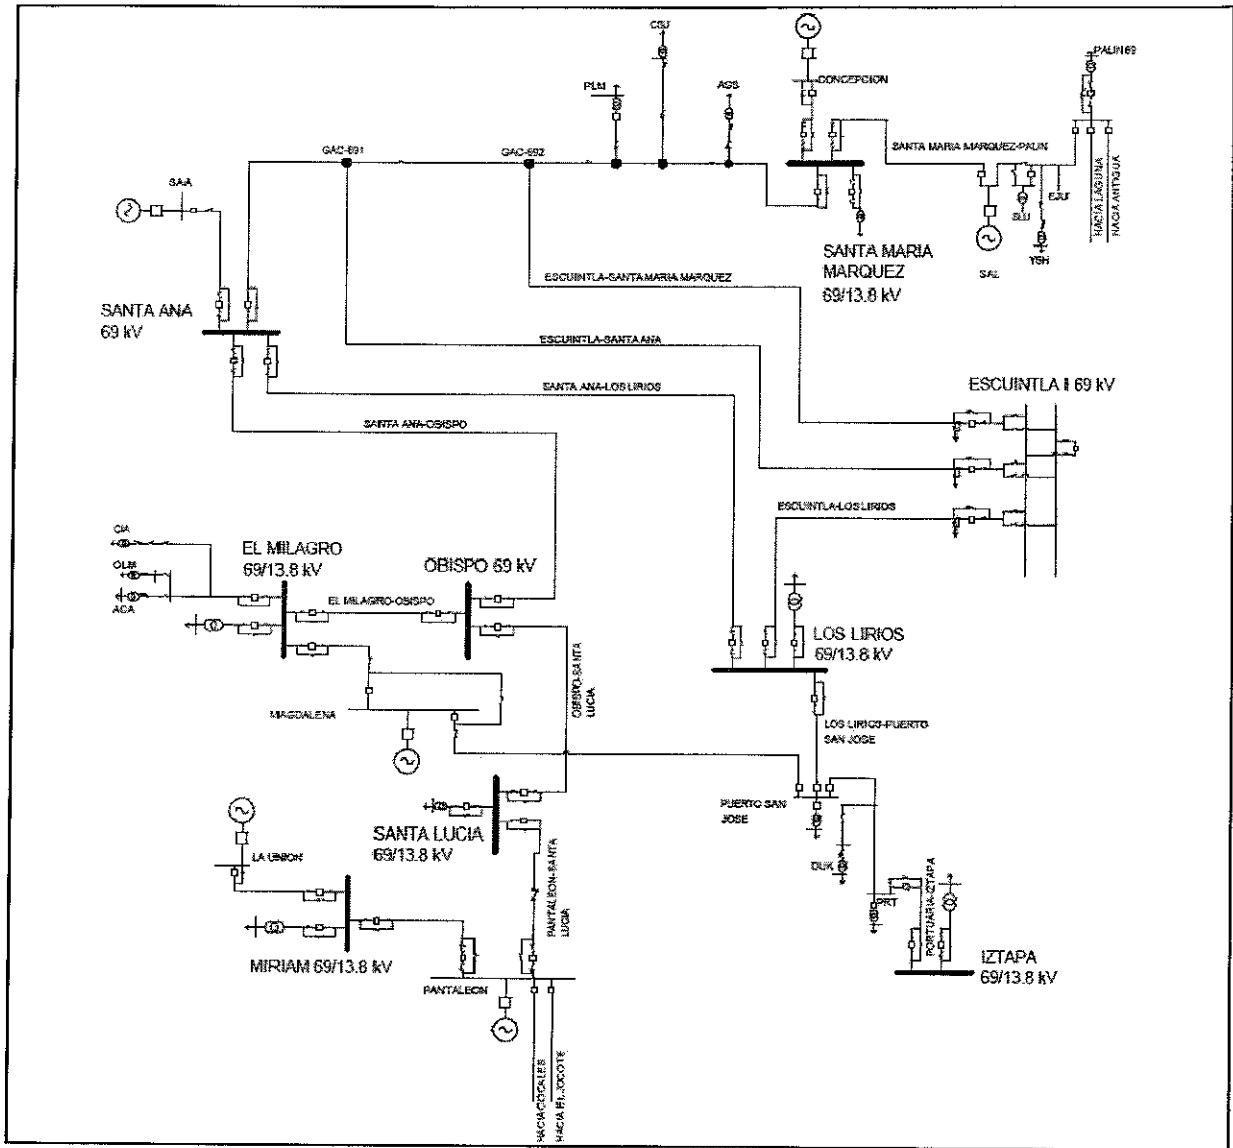 CSU
PALIN 69
PLM
AGS
CONCEPCION
GAC-691
GAC-692
SANTA MARIA MARQUEZ-PALIN
SAA
EJU
SLU
YSH
SAL
HACIA LAGUNA
HACIA ANTIGUA
SANTA MARIA
MARQUEZ
69/13.8 kV
ESCUINTLA-SANTA MARIA MARQUEZ
SANTA ANA
69 kV
ESCUINTLA-SANTA ANA
SANTA ANA-LOS LIRIOS
ESCUINTLA II 69 kV
SANTA ANA-OBISPO
ESCUINTLA-LOS LIRIOS
CIA
OLM
ACA
EL MILAGRO
69/13.8 kV
OBISPO 69 kV
EL MILAGRO-OBISPO
LOS LIRIOS
69/13.8 kV
OBISPO-SANTA
LUCIA
MAGDALENA
LOS LIRIOS-PUERTO
SAN JOSE
PUERTO SAN
JOSE
SANTA LUCIA
69/13.8 kV
LA UNION
PRT
PORTUARIA-IZTAPA
PANTALEON-SANTA
LUCIA
MIRIAM 69/13.8 kV
IZTAPA
69/13.8 kV
PANTALEON
HACIA COCALES
HACIA EL JOCOTE